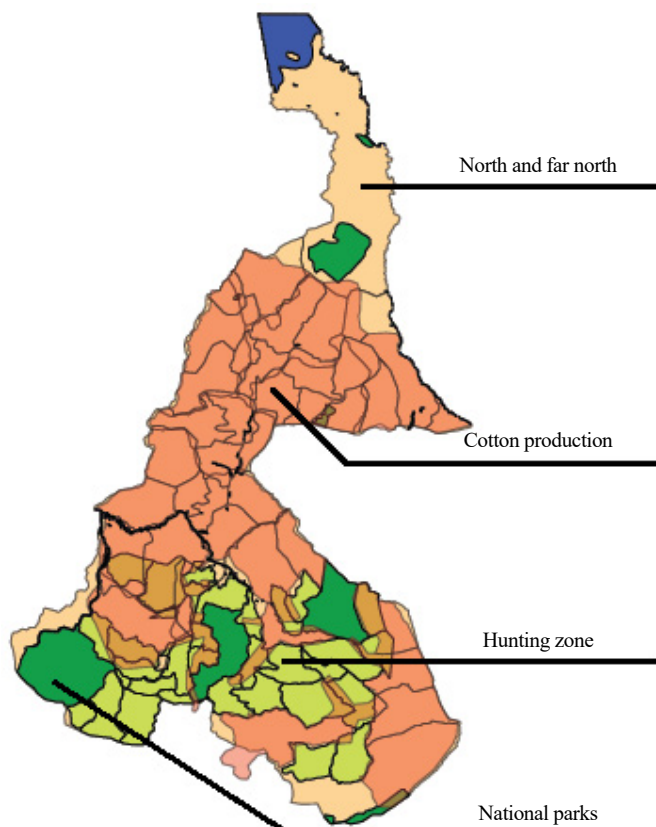 North and far north
Cotton production
Hunting zone
National parks